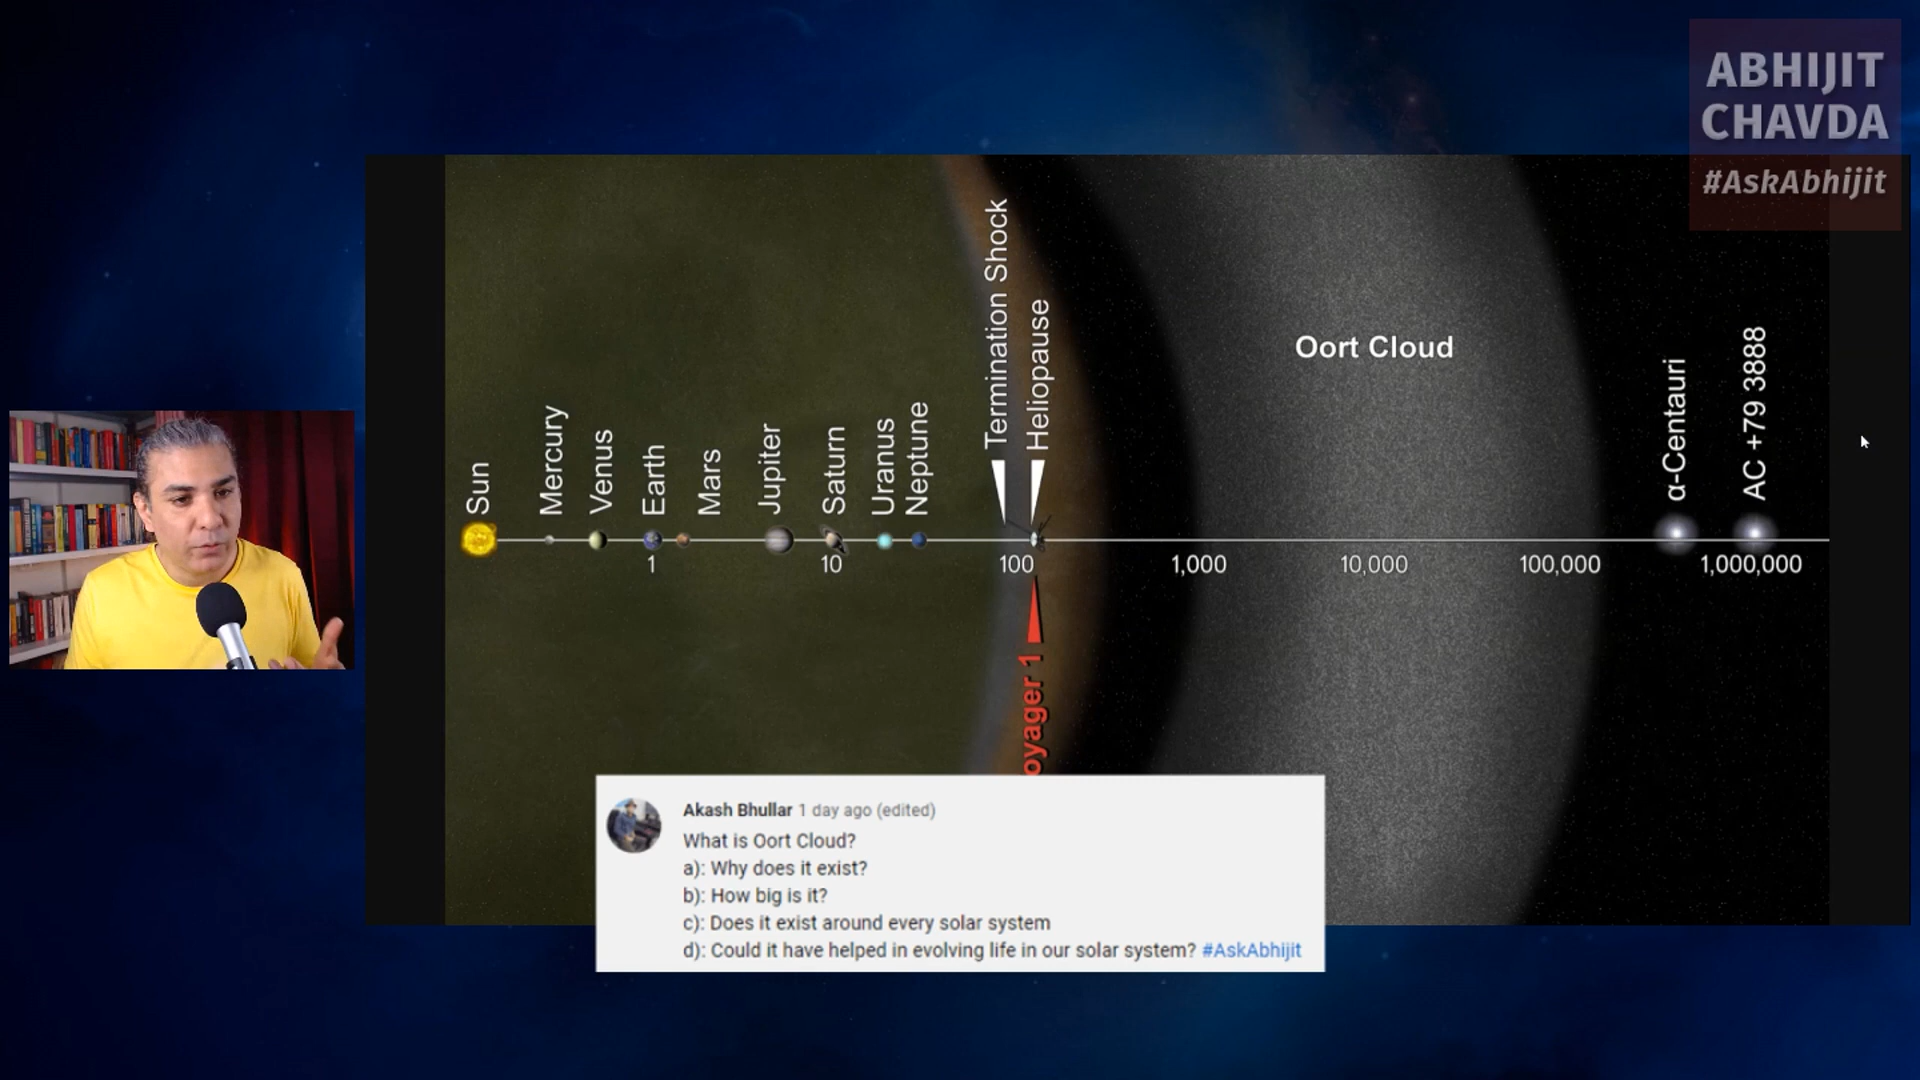 ABHIJIT
CHAVDA
#AskAbhijit
Sun
Mercury
Venus
Earth
Mars
Jupiter
Saturn
Uranus
Neptune
Termination Shock
Heliopause
Oort Cloud
α-Centauri
AC +79 3888
1
10
100
1,000
10,000
100,000
1,000,000
oyager 1
Akash Bhullar 1 day ago (edited)
What is Oort Cloud?
a): Why does it exist?
b): How big is it?
c): Does it exist around every solar system
d): Could it have helped in evolving life in our solar system? #AskAbhijit